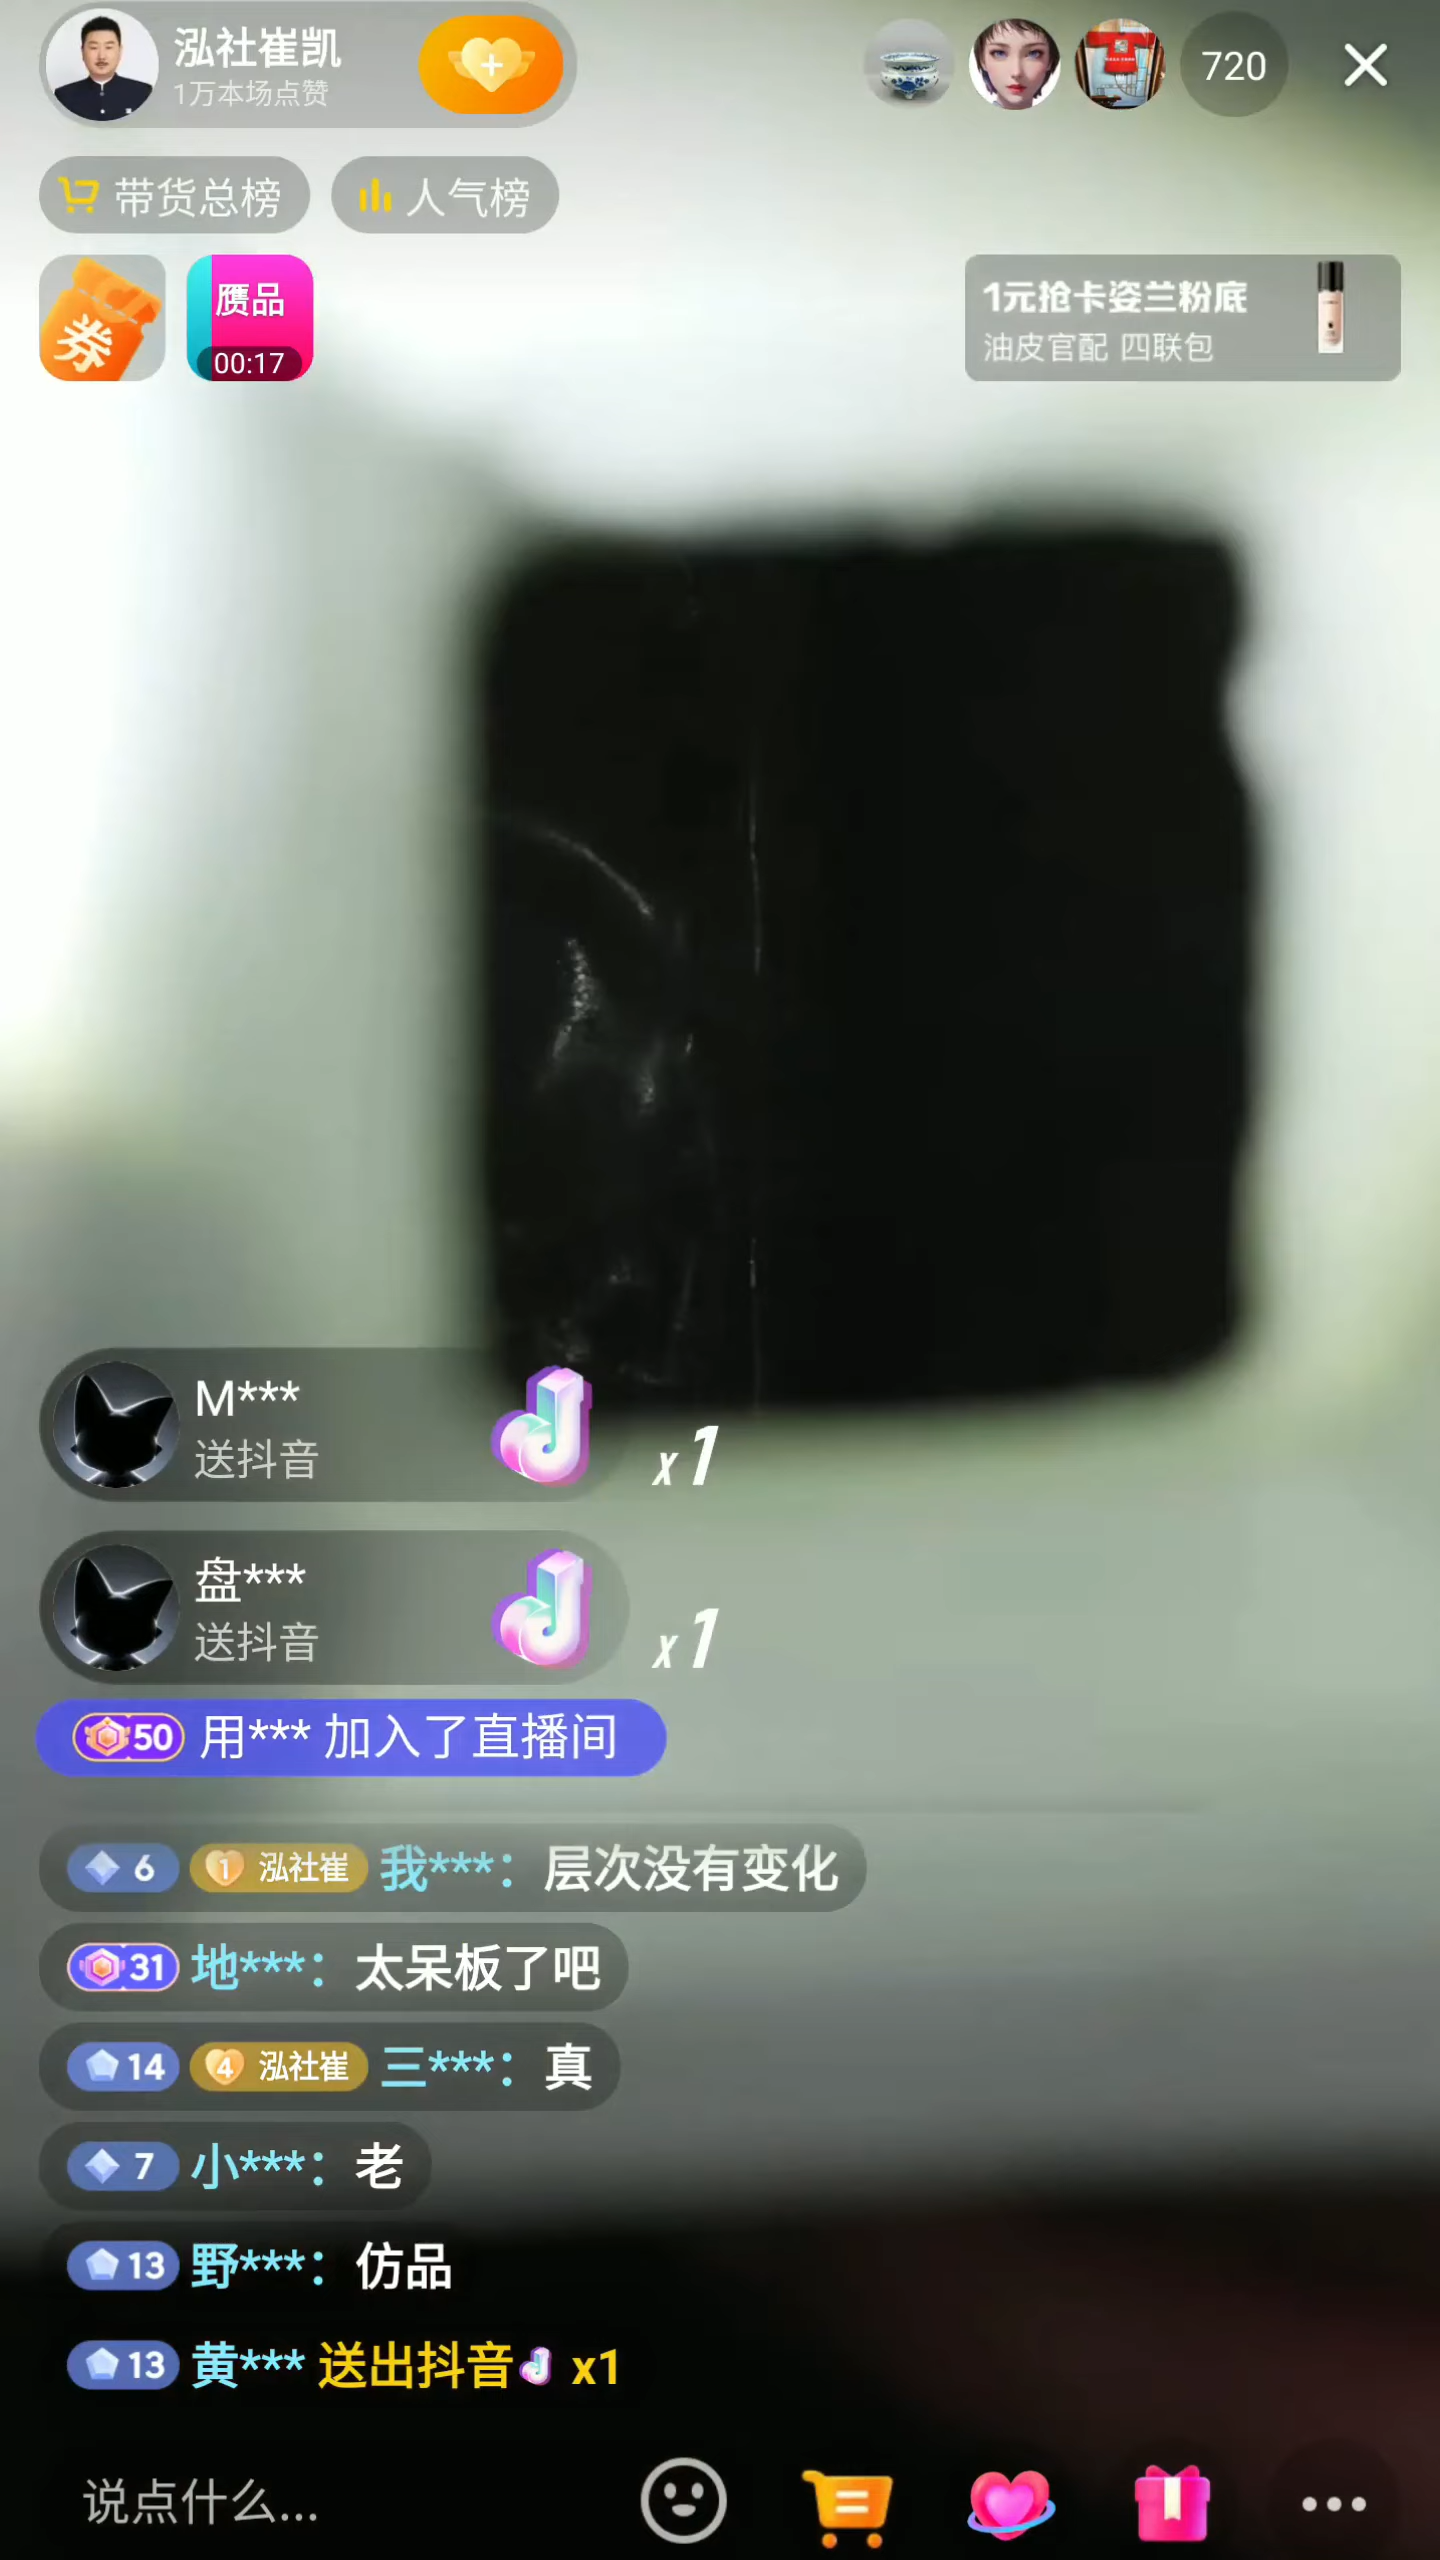 泓社崔凯
1万本场点赞
720
带货总榜
人气榜
券
赝品
00:17
1元抢卡姿兰粉底
油皮官配 四联包
M***
送抖音
x1
盘***
送抖音
x1
50 用*** 加入了直播间
6 1 泓社崔 我***：层次没有变化
31 地***：太呆板了吧
14 4 泓社崔 三***：真
7 小***：老
13 野***：仿品
13 黄*** 送出抖音 x1
说点什么...